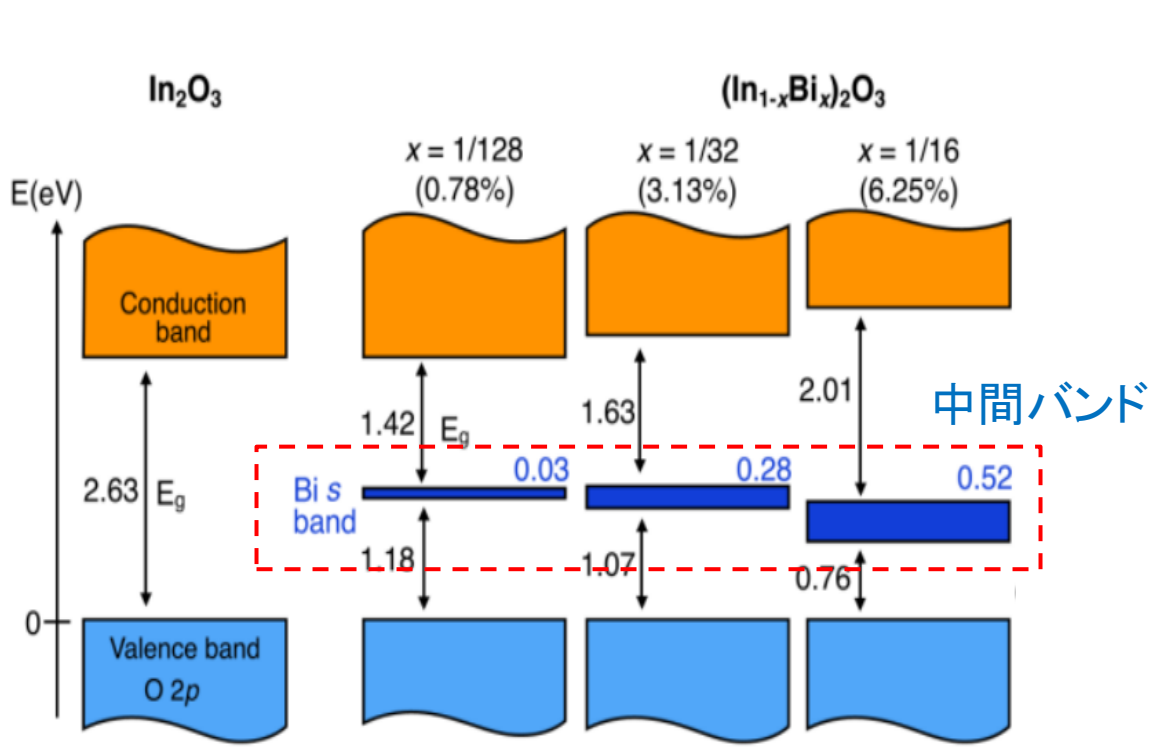 In₂O₃
(In₁₋ₓBiₓ)₂O₃
x = 1/128
(0.78%)
x = 1/32
(3.13%)
x = 1/16
(6.25%)
E(eV)
Conduction
band
2.63
Eg
1.42
Eg
1.63
2.01
中間バンド
Bi s
band
0.03
0.28
0.52
1.18
1.07
0.76
0
Valence band
O 2p